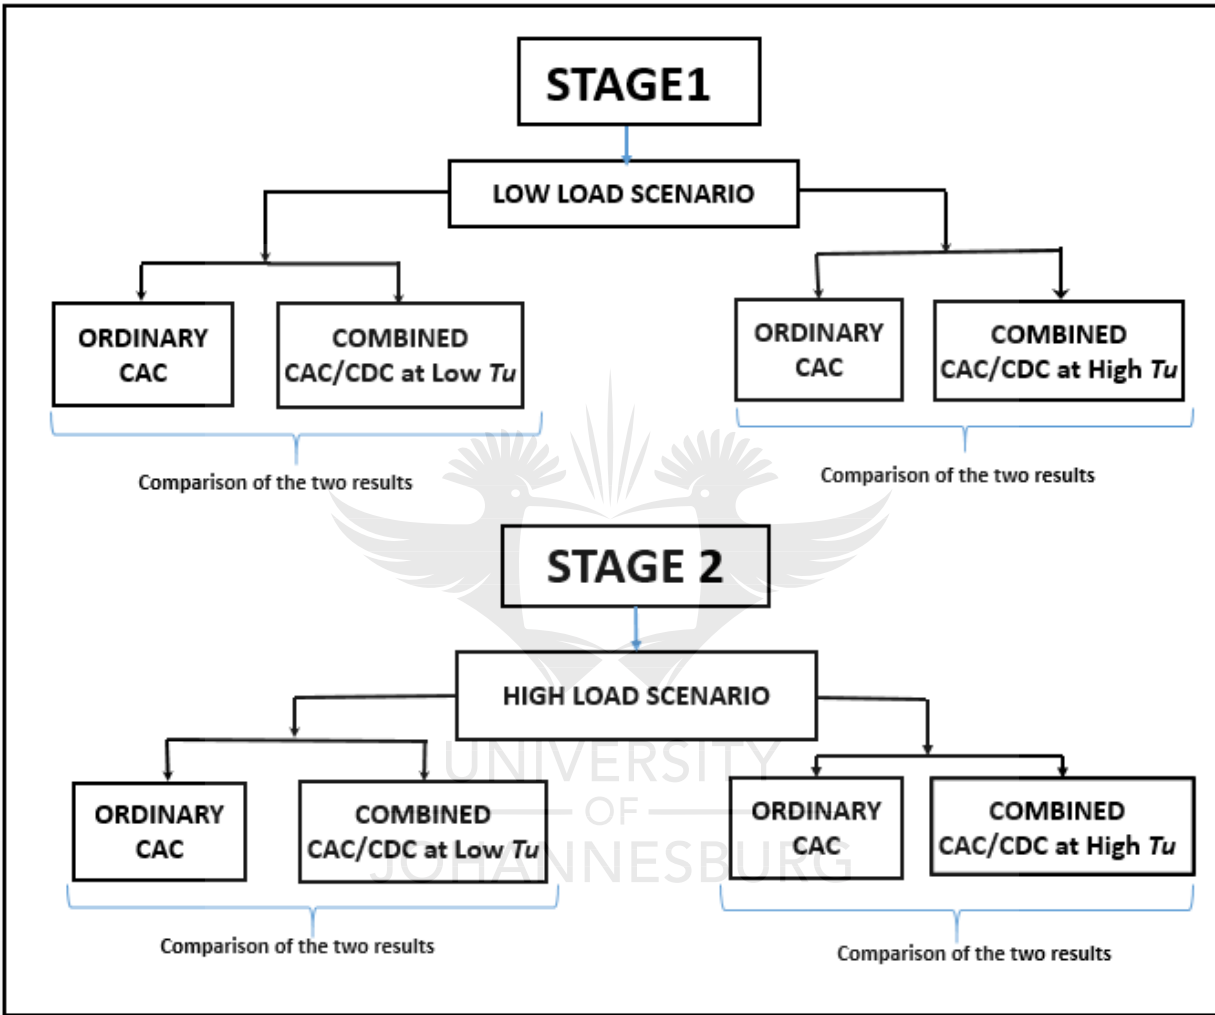 STAGE1
LOW LOAD SCENARIO
ORDINARY
CAC
COMBINED
CAC/CDC at Low Tu
ORDINARY
CAC
COMBINED
CAC/CDC at High Tu
Comparison of the two results
Comparison of the two results
STAGE 2
HIGH LOAD SCENARIO
UNIVERSITY
OF
JOHANNESBURG
ORDINARY
CAC
COMBINED
CAC/CDC at Low Tu
ORDINARY
CAC
COMBINED
CAC/CDC at High Tu
Comparison of the two results
Comparison of the two results